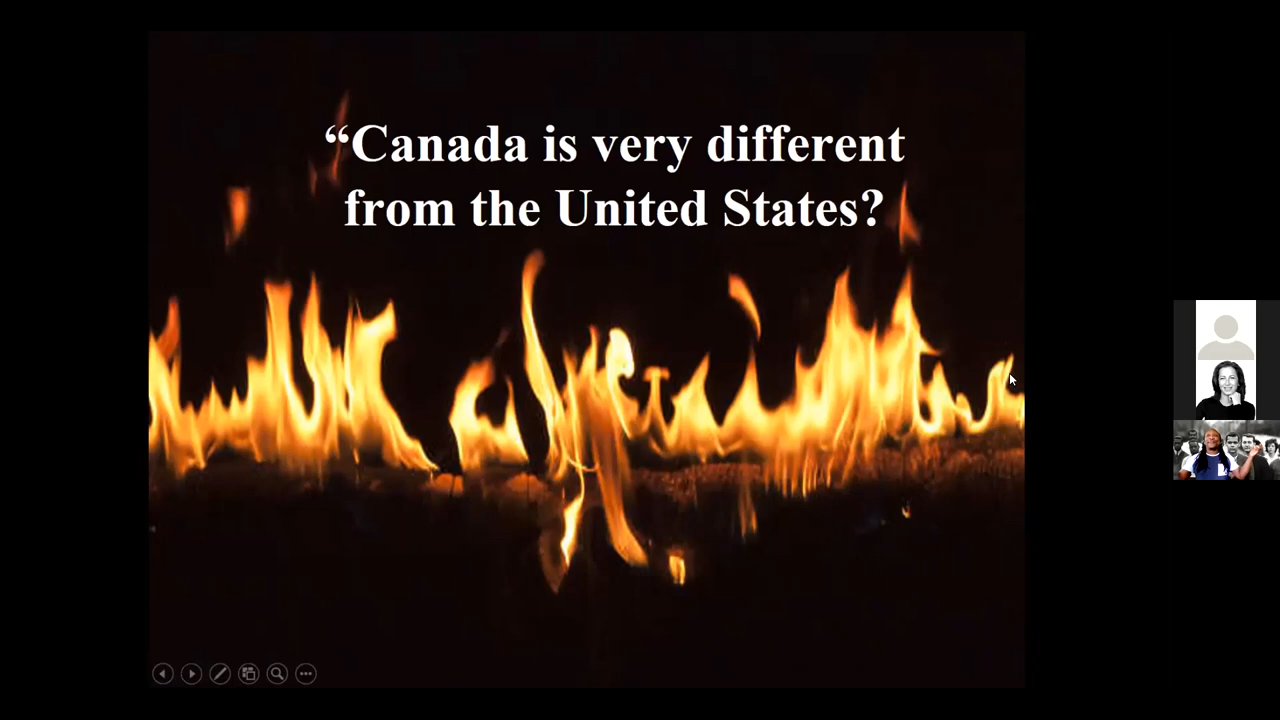 “Canada is very different
from the United States?